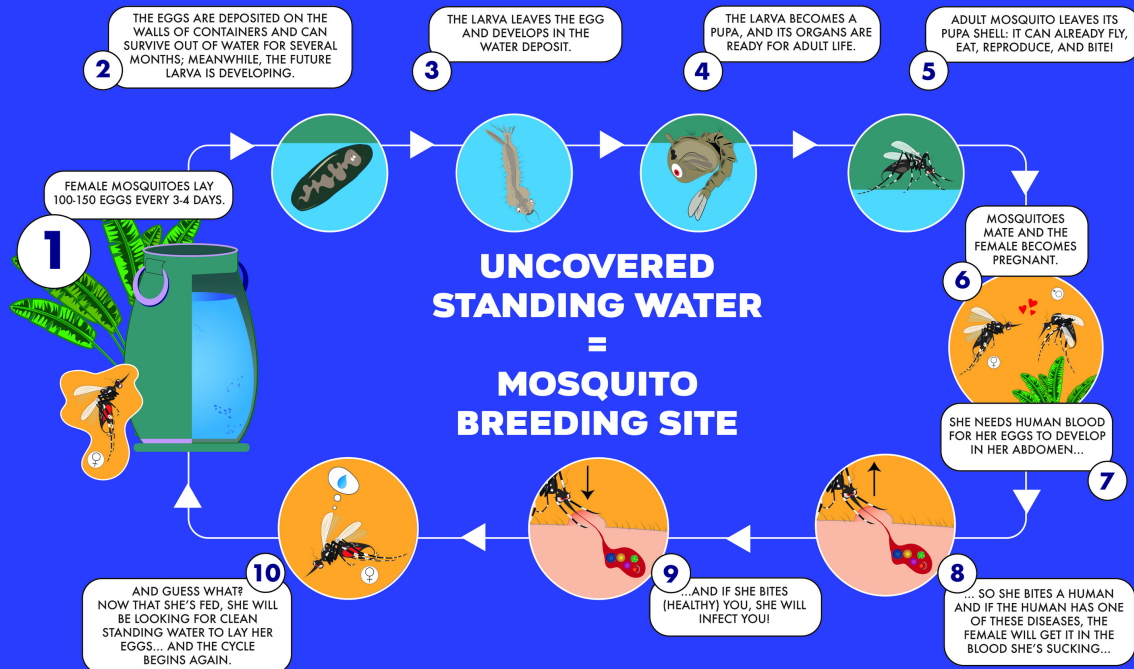 1
FEMALE MOSQUITOES LAY
100-150 EGGS EVERY 3-4 DAYS.
2
THE EGGS ARE DEPOSITED ON THE
WALLS OF CONTAINERS AND CAN
SURVIVE OUT OF WATER FOR SEVERAL
MONTHS; MEANWHILE, THE FUTURE
LARVA IS DEVELOPING.
3
THE LARVA LEAVES THE EGG
AND DEVELOPS IN THE
WATER DEPOSIT.
4
THE LARVA BECOMES A
PUPA, AND ITS ORGANS ARE
READY FOR ADULT LIFE.
5
ADULT MOSQUITO LEAVES ITS
PUPA SHELL: IT CAN ALREADY FLY,
EAT, REPRODUCE, AND BITE!
UNCOVERED
STANDING WATER
=
MOSQUITO
BREEDING SITE
6
MOSQUITOES
MATE AND THE
FEMALE BECOMES
PREGNANT.
♂
♀
7
SHE NEEDS HUMAN BLOOD
FOR HER EGGS TO DEVELOP
IN HER ABDOMEN...
8
... SO SHE BITES A HUMAN
AND IF THE HUMAN HAS ONE
OF THESE DISEASES, THE
FEMALE WILL GET IT IN THE
BLOOD SHE'S SUCKING...
9
...AND IF SHE BITES
(HEALTHY) YOU, SHE WILL
INFECT YOU!
10
AND GUESS WHAT?
NOW THAT SHE'S FED, SHE WILL
BE LOOKING FOR CLEAN
STANDING WATER TO LAY HER
EGGS... AND THE CYCLE
BEGINS AGAIN.
♀
♀